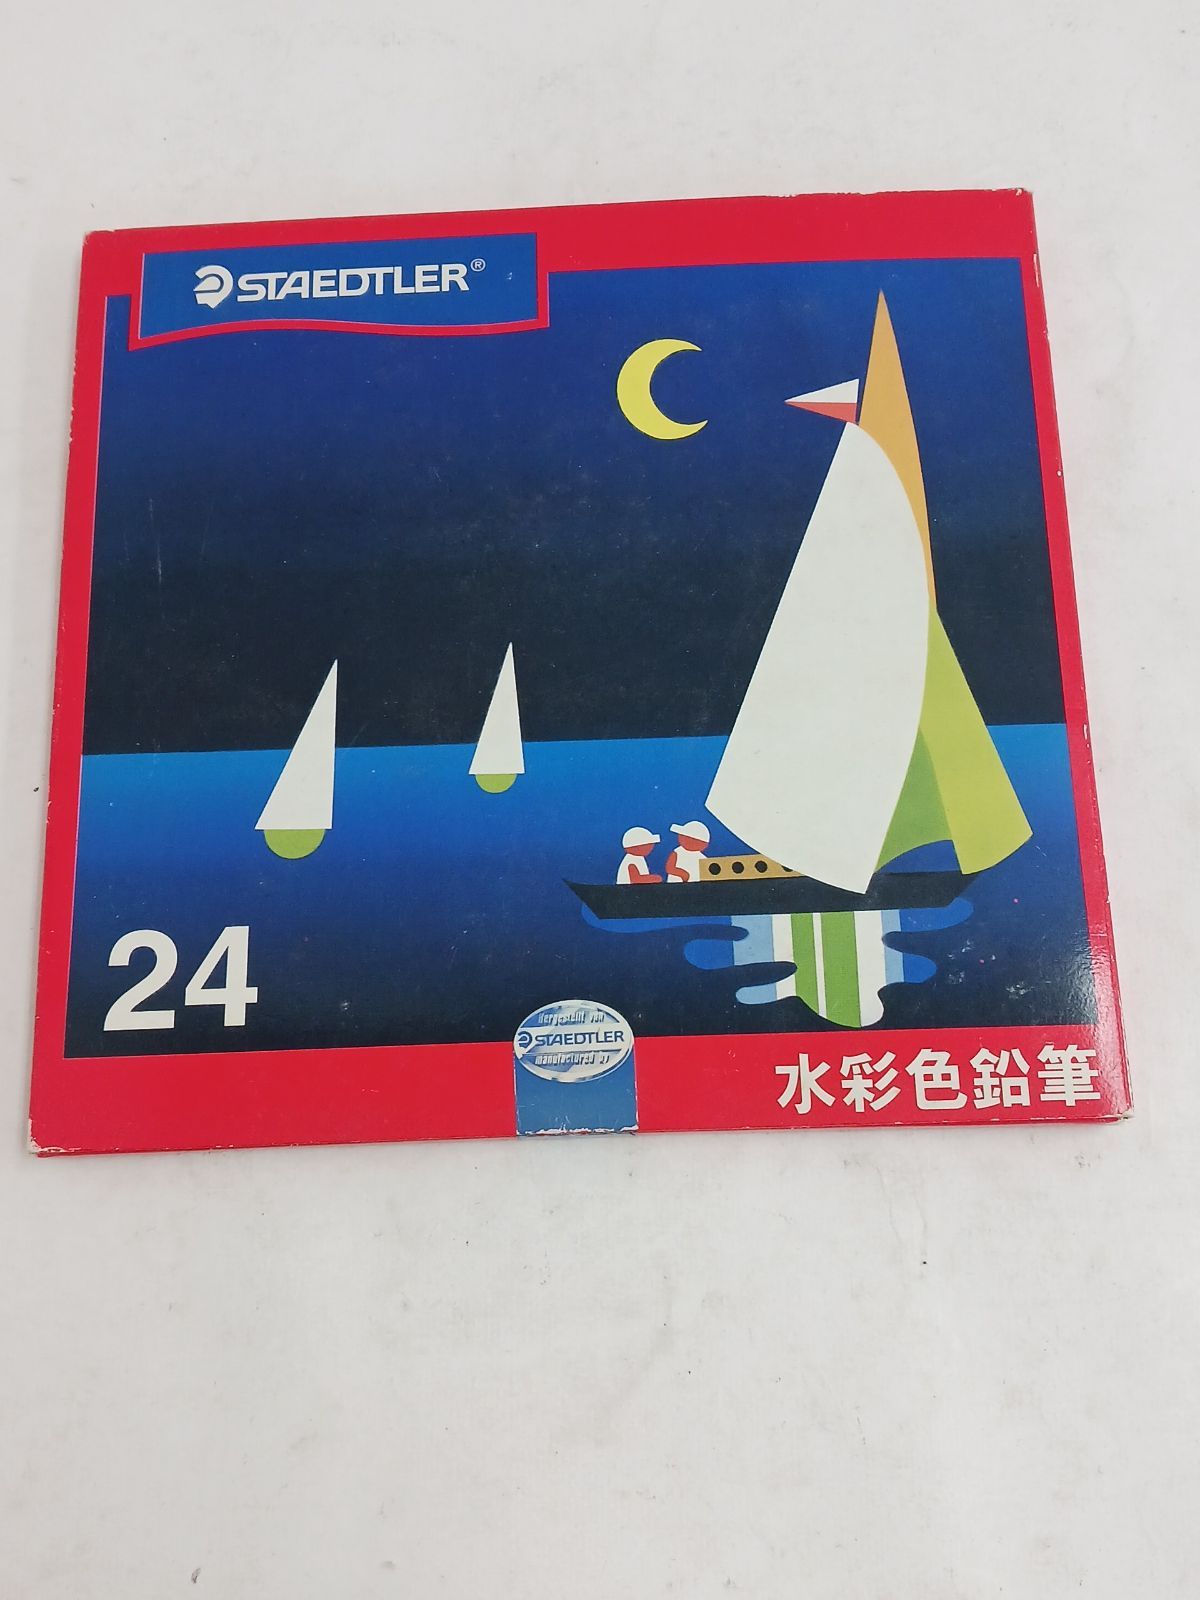 STAEDTLER®
24
Hergestellt von
STAEDTLER
manufactured by
水彩色鉛筆